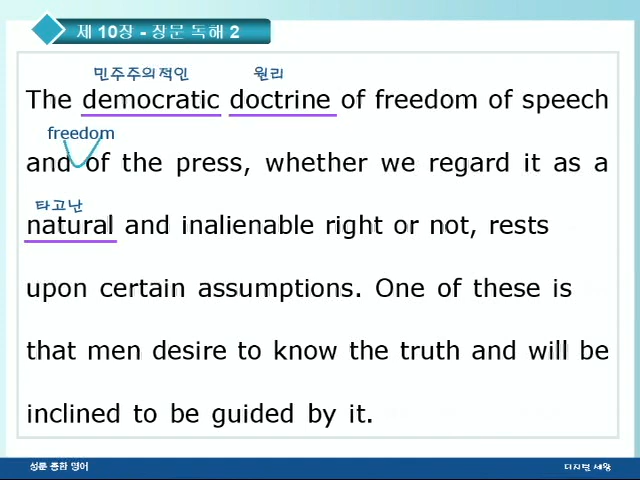 제 10장 - 장문 독해 2
민주주의적인 원리
The democratic doctrine of freedom of speech
freedom
and of the press, whether we regard it as a
타고난
natural and inalienable right or not, rests
upon certain assumptions. One of these is
that men desire to know the truth and will be
inclined to be guided by it.
성문 종합 영어
디지털 세왕